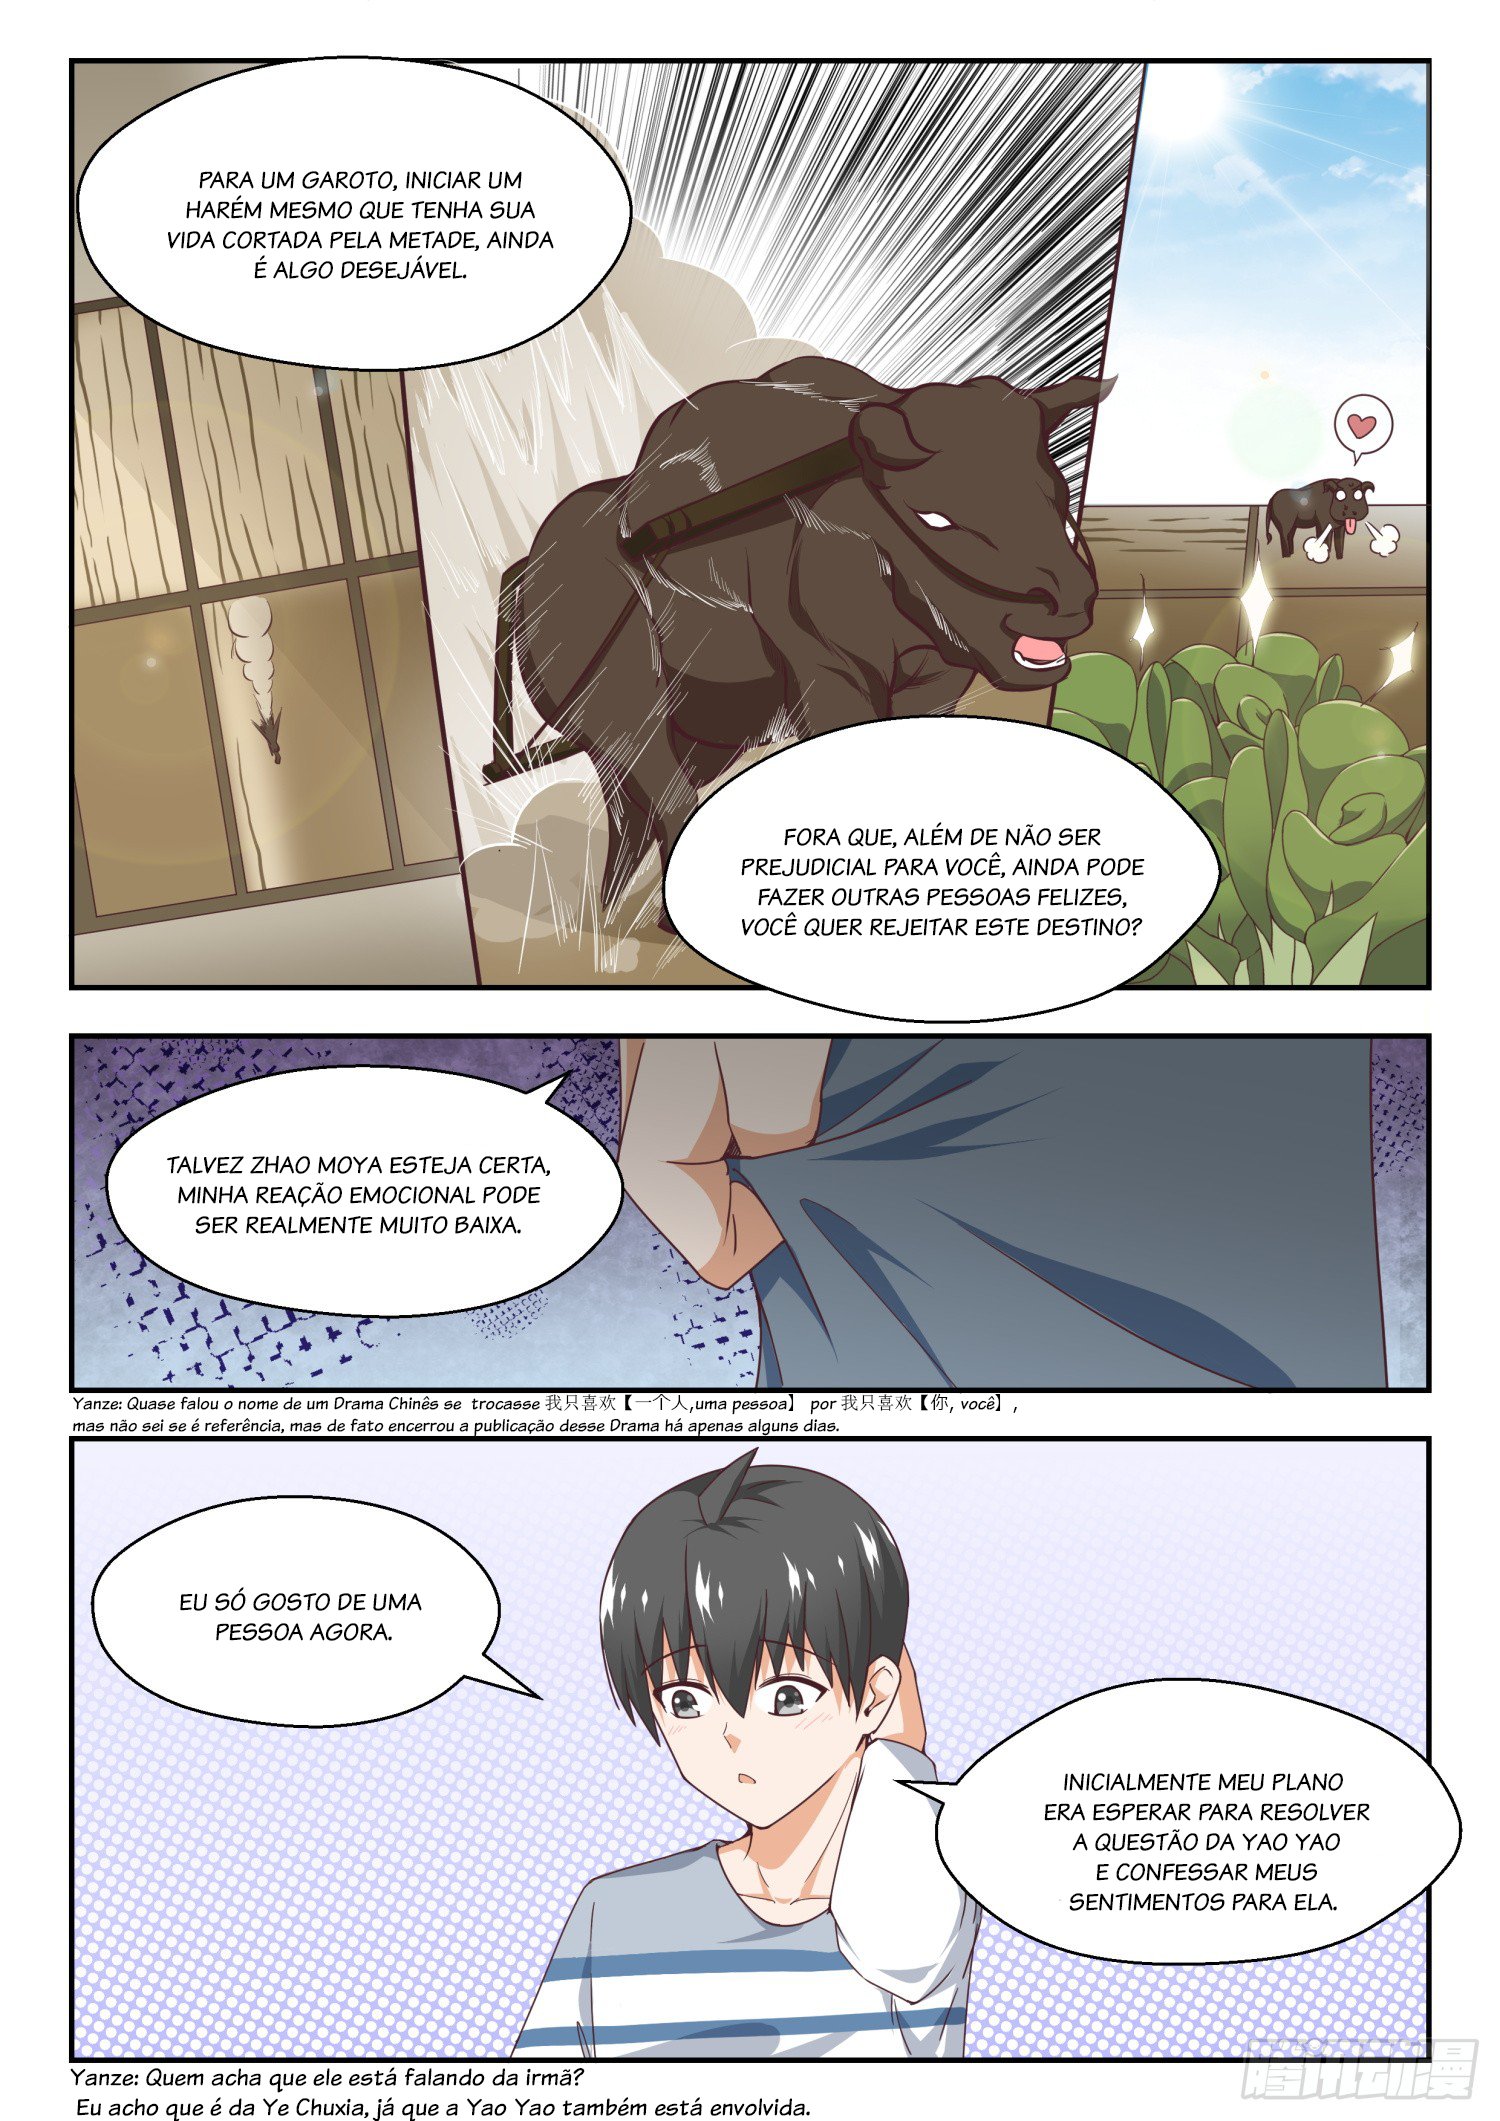 PARA UM GAROTO, INICIAR UM
HARÉM MESMO QUE TENHA SUA
VIDA CORTADA PELA METADE, AINDA
É ALGO DESEJÁVEL.
FORA QUE, ALÉM DE NÃO SER
PREJUDICIAL PARA VOCÊ, AINDA PODE
FAZER OUTRAS PESSOAS FELIZES,
VOCÊ QUER REJEITAR ESTE DESTINO?
TALVEZ ZHAO MOYA ESTEJA CERTA,
MINHA REAÇÃO EMOCIONAL PODE
SER REALMENTE MUITO BAIXA.
Yanze: Quase falou o nome de um Drama Chinês se trocasse 我只喜欢【一个人,uma pessoa】 por 我只喜欢【你, você】,
mas não sei se é referência, mas de fato encerrou a publicação desse Drama há apenas alguns dias.
EU SÓ GOSTO DE UMA
PESSOA AGORA.
INICIALMENTE MEU PLANO
ERA ESPERAR PARA RESOLVER
A QUESTÃO DA YAO YAO
E CONFESSAR MEUS
SENTIMENTOS PARA ELA.
腾讯动漫
Yanze: Quem acha que ele está falando da irmã?
Eu acho que é da Ye Chuxia, já que a Yao Yao também está envolvida.